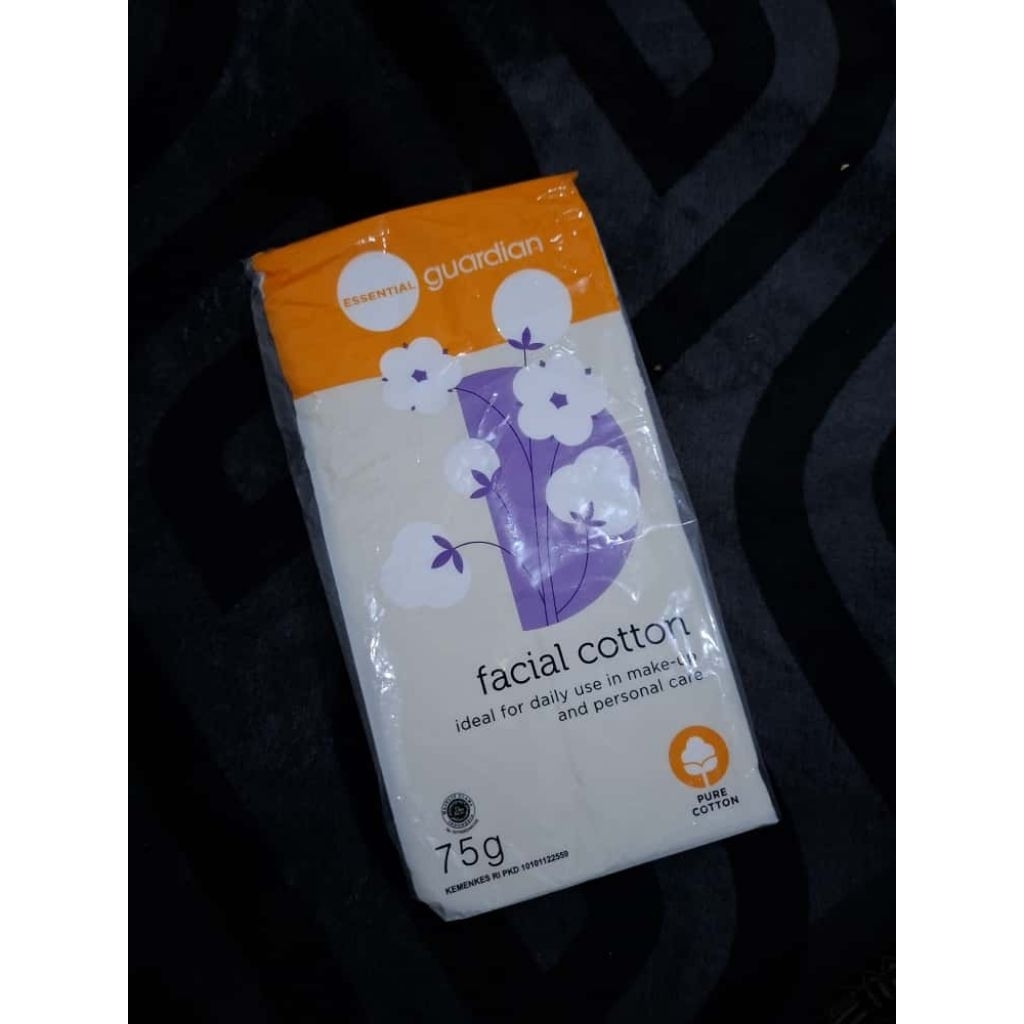 ESSENTIAL
guardian
facial cotton
ideal for daily use in make-up
and personal care
PURE
COTTON
75g
KEMENKES RI PKD 10101122559